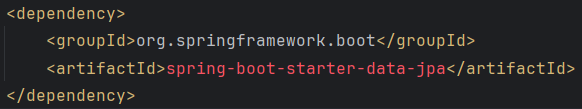 <dependency>
    <groupId>org.springframework.boot</groupId>
    <artifactId>spring-boot-starter-data-jpa</artifactId>
</dependency>